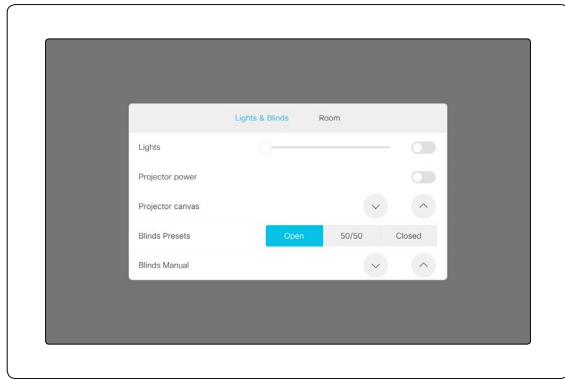 Lights & Blinds Room
Lights
Projector power
Projector canvas
Blinds Presets Open 50/50 Closed
Blinds Manual